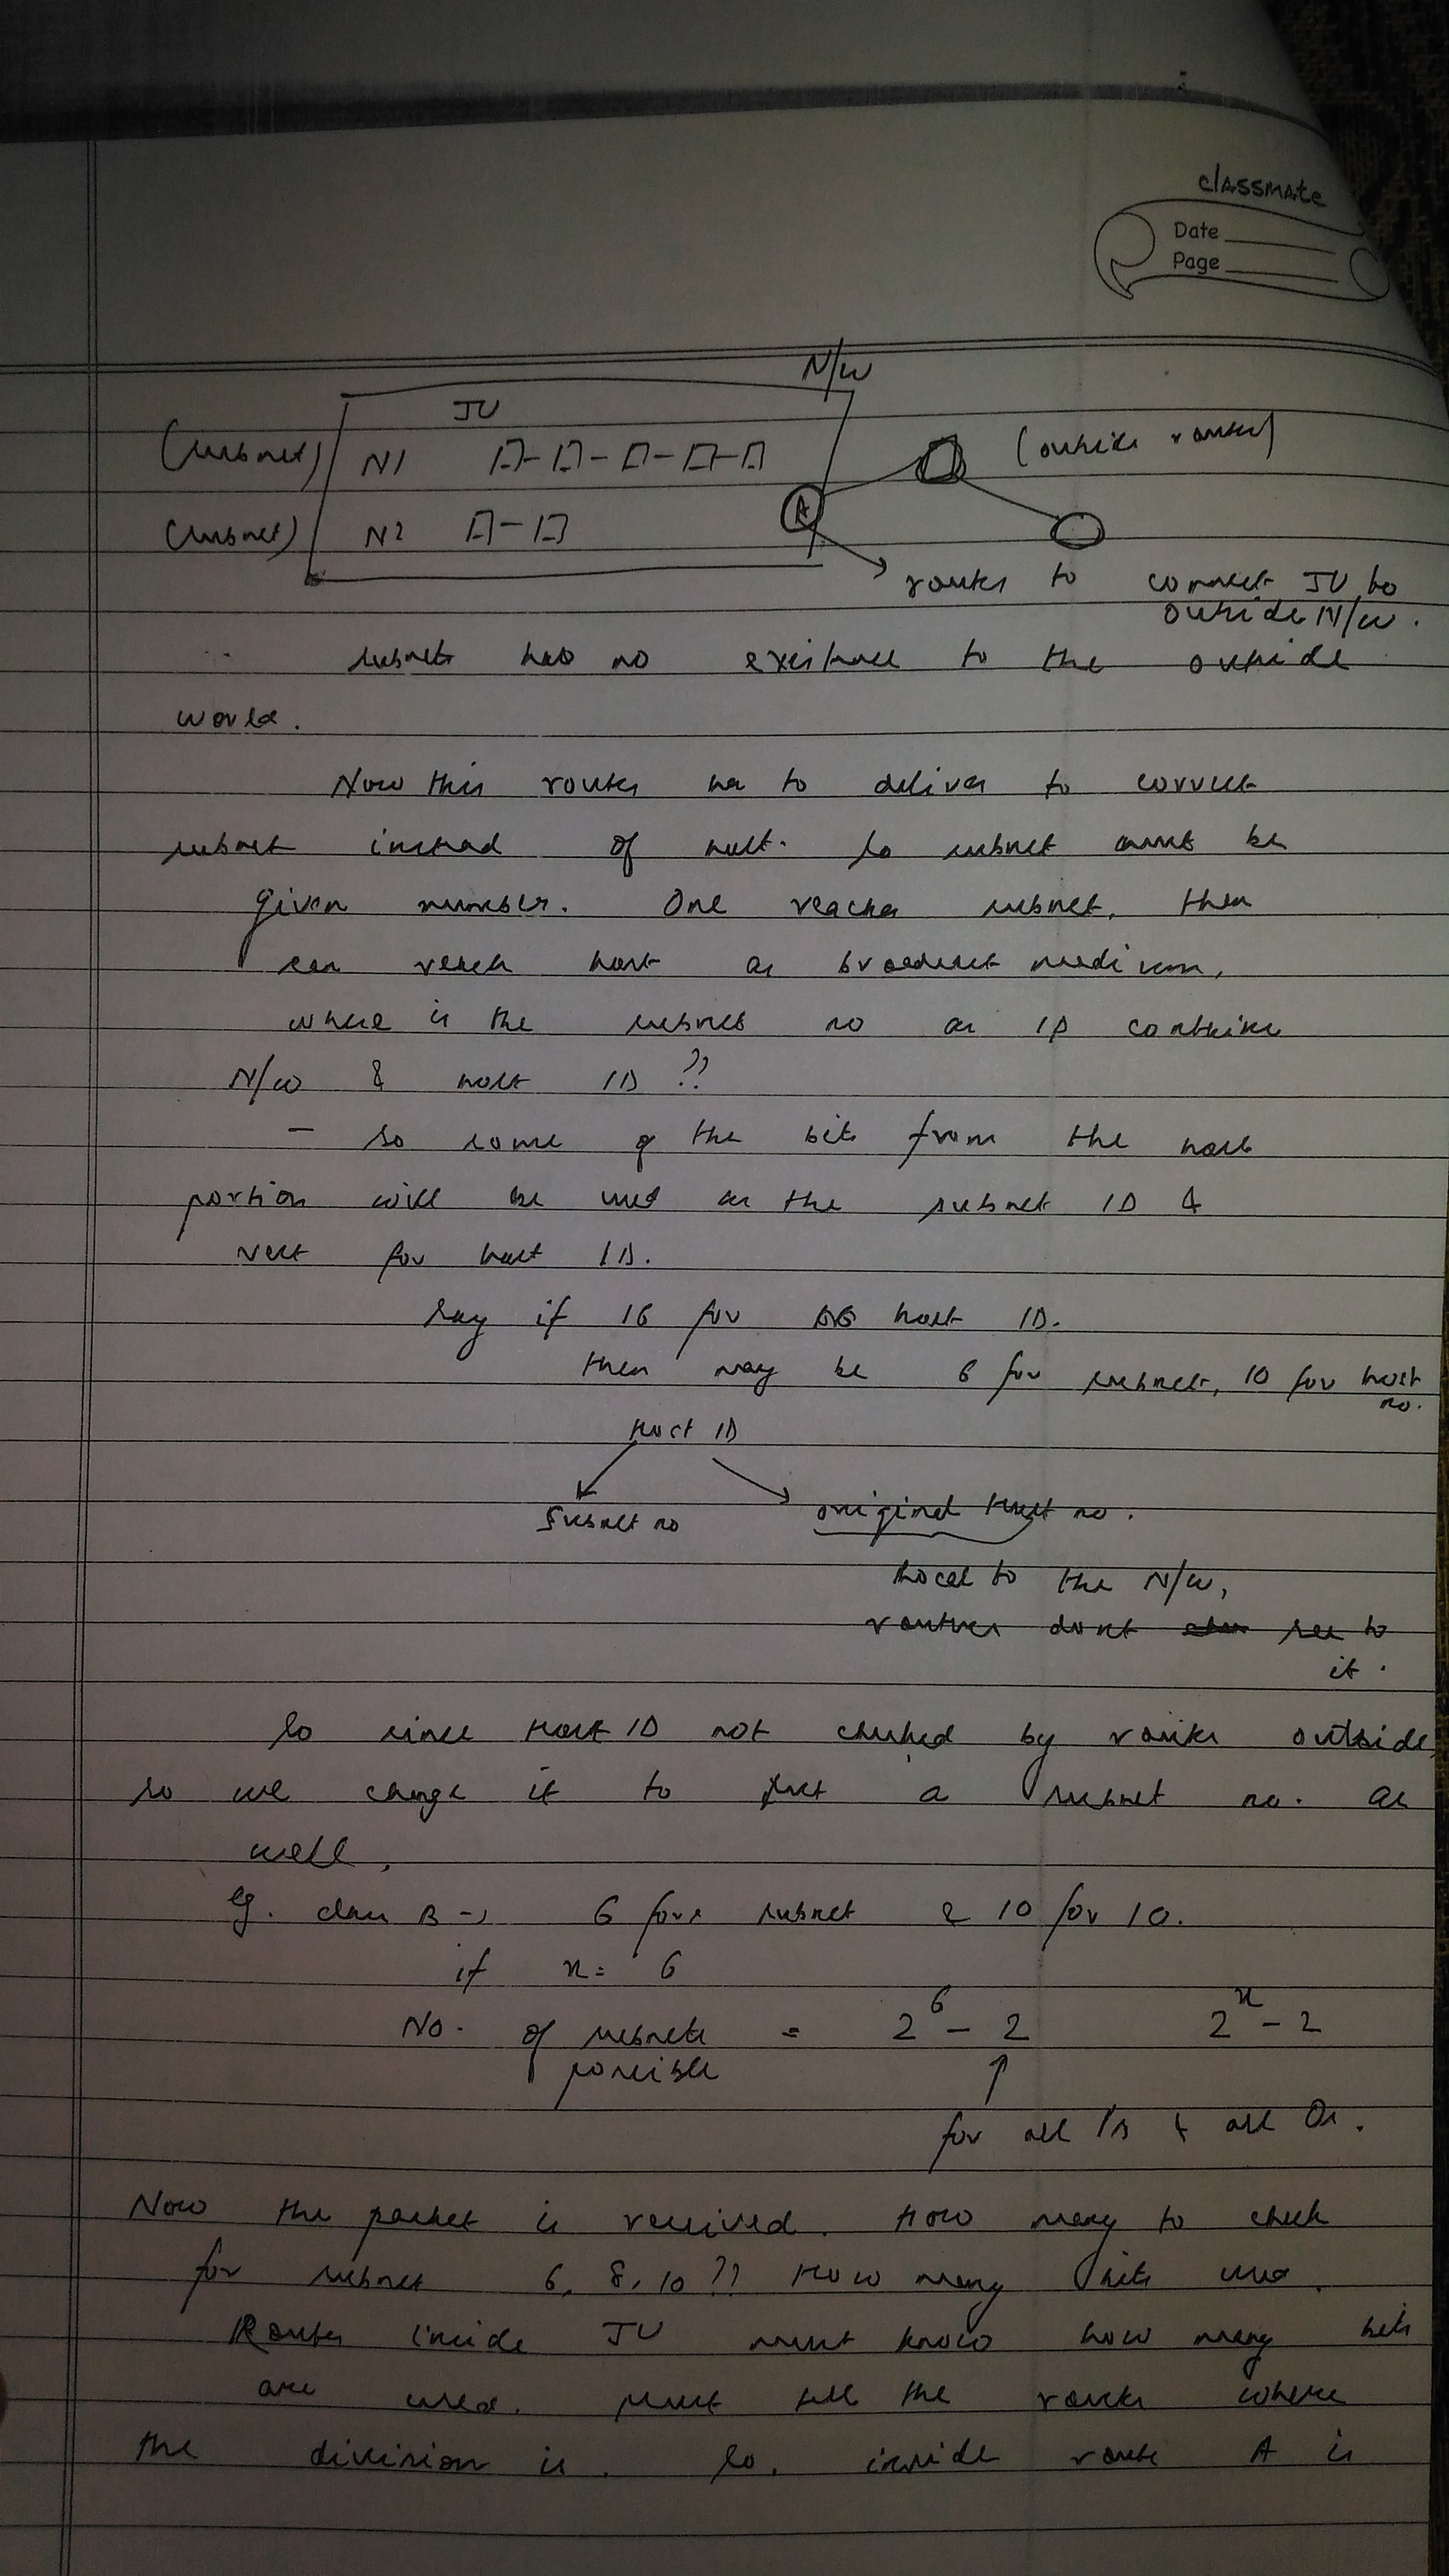 classmate
Date
Page
N/W
JU
(subnet) N1 (outside router)
(subnet) N2 A
router to connect JU to
outside N/W.
subnets has no existence to the outside
world.
Now this router has to deliver to correct
subnet instead of host. So subnet must be
given number. One reaches subnet, then
can reach host as broadcast medium.
where is the subnet no as IP contains
N/W & host ID ??
- so some of the bits from the host
portion will be used as the subnet ID &
rest for host ID.
Say if 16 for host ID.
then may be 6 for subnet, 10 for host
no.
Host ID
Subnet no original Host no.
Local to the N/W,
routers dont see to
it.
So since Host ID not checked by router outside,
so we change it to put a subnet no. as
well.
Eg. class B → 6 for subnet & 10 for 10.
if n = 6
No. of subnets = 2^6 - 2 2^n - 2
possible
for all 1s & all 0s.
Now the packet is received. How many to check
for subnet 6, 8, 10 ?? How many bits used.
Router inside JU must know how many bits
are used. must tell the router where
the division is. So, inside router A is